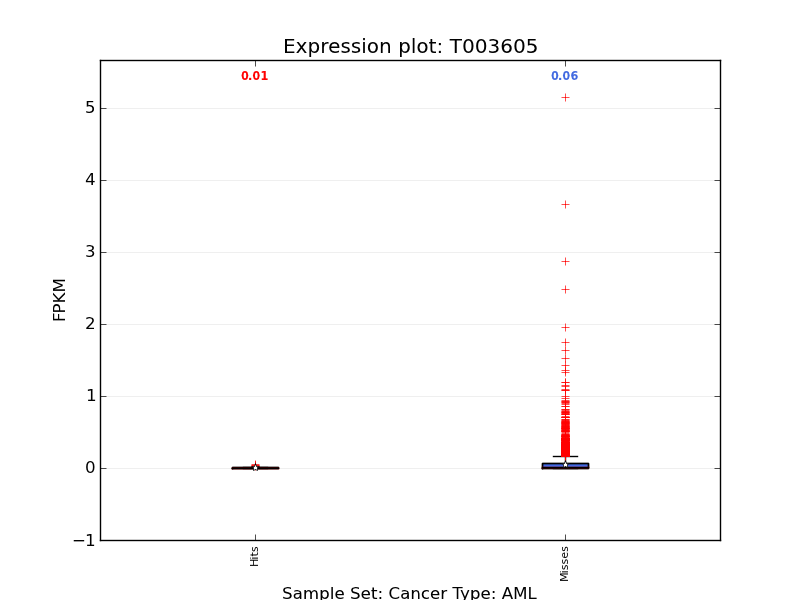 Expression plot: T003605
0.01
0.06
5
4
3
2
1
0
−1
FPKM
Hits
Misses
Sample Set: Cancer Type: AML